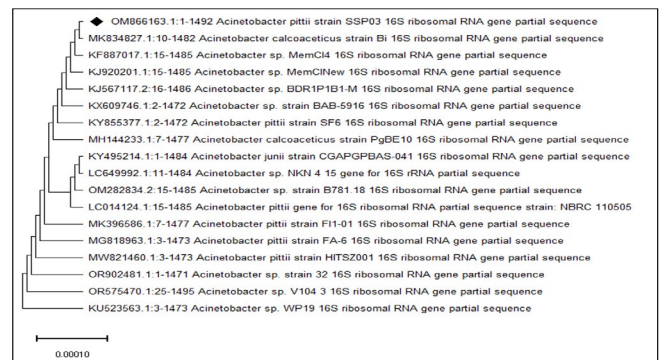 OM866163.1:1-1492 Acinetobacter pittii strain SSP03 16S ribosomal RNA gene partial sequence
MK834827.1:10-1482 Acinetobacter calcoaceticus strain Bi 16S ribosomal RNA gene partial sequence
KF887017.1:15-1485 Acinetobacter sp. MemCl4 16S ribosomal RNA gene partial sequence
KJ920201.1:15-1485 Acinetobacter sp. MemClNew 16S ribosomal RNA gene partial sequence
KJ567117.2:16-1486 Acinetobacter sp. BDR1P1B1-M 16S ribosomal RNA gene partial sequence
KX609746.1:2-1472 Acinetobacter sp. strain BAB-5916 16S ribosomal RNA gene partial sequence
KY855377.1:2-1472 Acinetobacter pittii strain SF6 16S ribosomal RNA gene partial sequence
MH144233.1:7-1477 Acinetobacter calcoaceticus strain PgBE10 16S ribosomal RNA gene partial sequence
KY495214.1:1-1484 Acinetobacter junii strain CGAPGPBAS-041 16S ribosomal RNA gene partial sequence
LC649992.1:11-1484 Acinetobacter sp. NKN 4 15 gene for 16S rRNA partial sequence
OM282834.2:15-1485 Acinetobacter sp. strain B781.18 16S ribosomal RNA gene partial sequence
LC014124.1:15-1485 Acinetobacter pittii gene for 16S ribosomal RNA partial sequence strain: NBRC 110505
MK396586.1:7-1477 Acinetobacter pittii strain FI1-01 16S ribosomal RNA gene partial sequence
MG818963.1:3-1473 Acinetobacter pittii strain FA-6 16S ribosomal RNA gene partial sequence
MW821460.1:3-1473 Acinetobacter pittii strain HITSZ001 16S ribosomal RNA gene partial sequence
OR902481.1:1-1471 Acinetobacter sp. strain 32 16S ribosomal RNA gene partial sequence
OR575470.1:25-1495 Acinetobacter sp. V104 3 16S ribosomal RNA gene partial sequence
KU523563.1:3-1473 Acinetobacter sp. WP19 16S ribosomal RNA gene partial sequence
0.00010